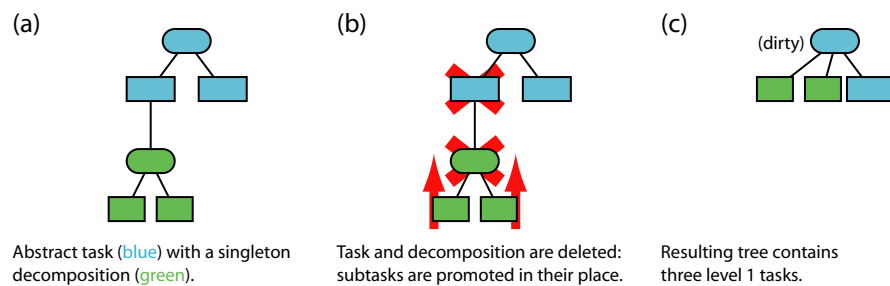 (a)
(b)
(c)
(dirty)
Abstract task (blue) with a singleton
decomposition (green).
Task and decomposition are deleted:
subtasks are promoted in their place.
Resulting tree contains
three level 1 tasks.